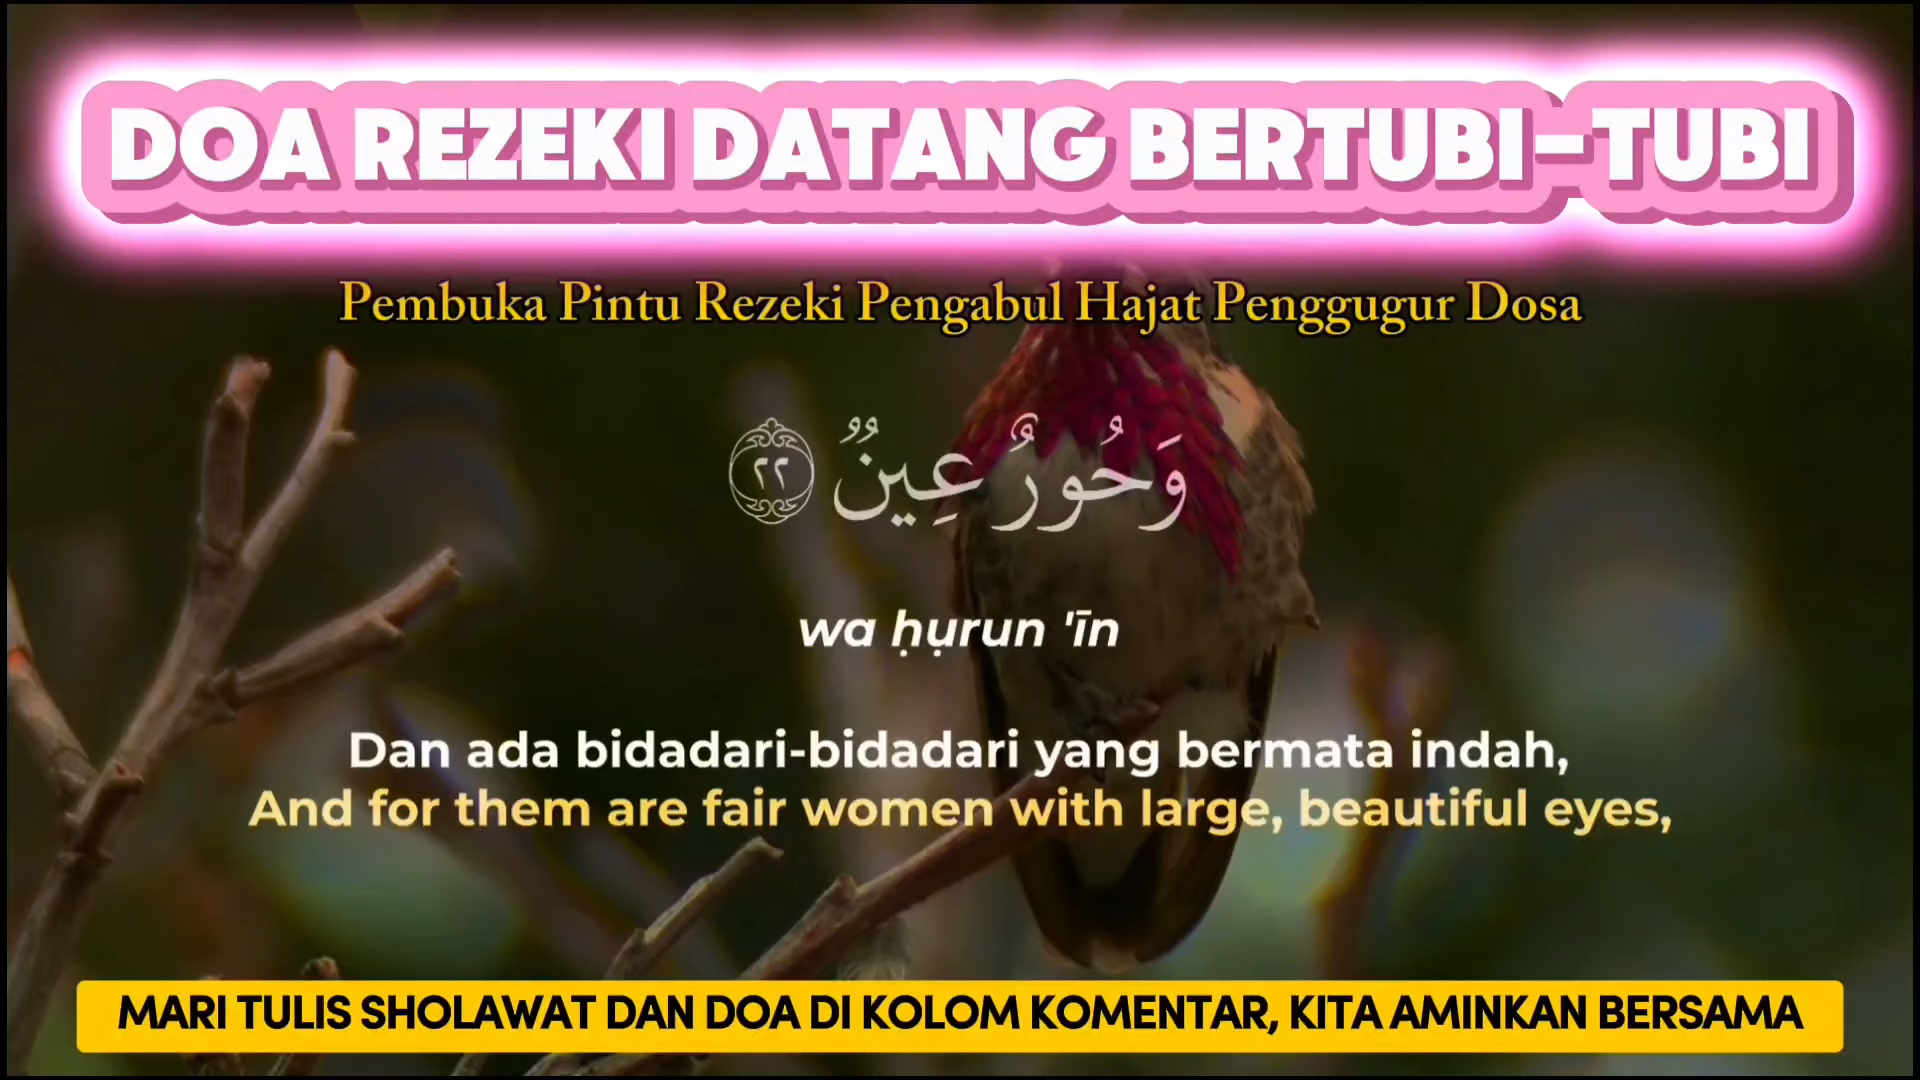 DOA REZEKI DATANG BERTUBI-TUBI
Pembuka Pintu Rezeki Pengabul Hajat Penggugur Dosa
وَحُورٌ عِينٌ ٢٢
wa ḥụrun 'īn
Dan ada bidadari-bidadari yang bermata indah,
And for them are fair women with large, beautiful eyes,
MARI TULIS SHOLAWAT DAN DOA DI KOLOM KOMENTAR, KITA AMINKAN BERSAMA